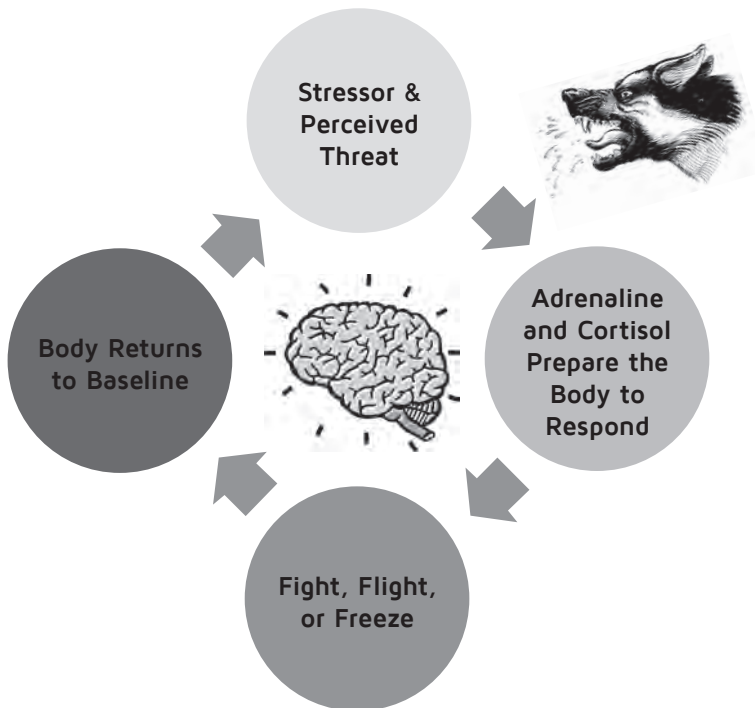 Stressor &
Perceived
Threat
Adrenaline
and Cortisol
Prepare the
Body to
Respond
Fight, Flight,
or Freeze
Body Returns
to Baseline